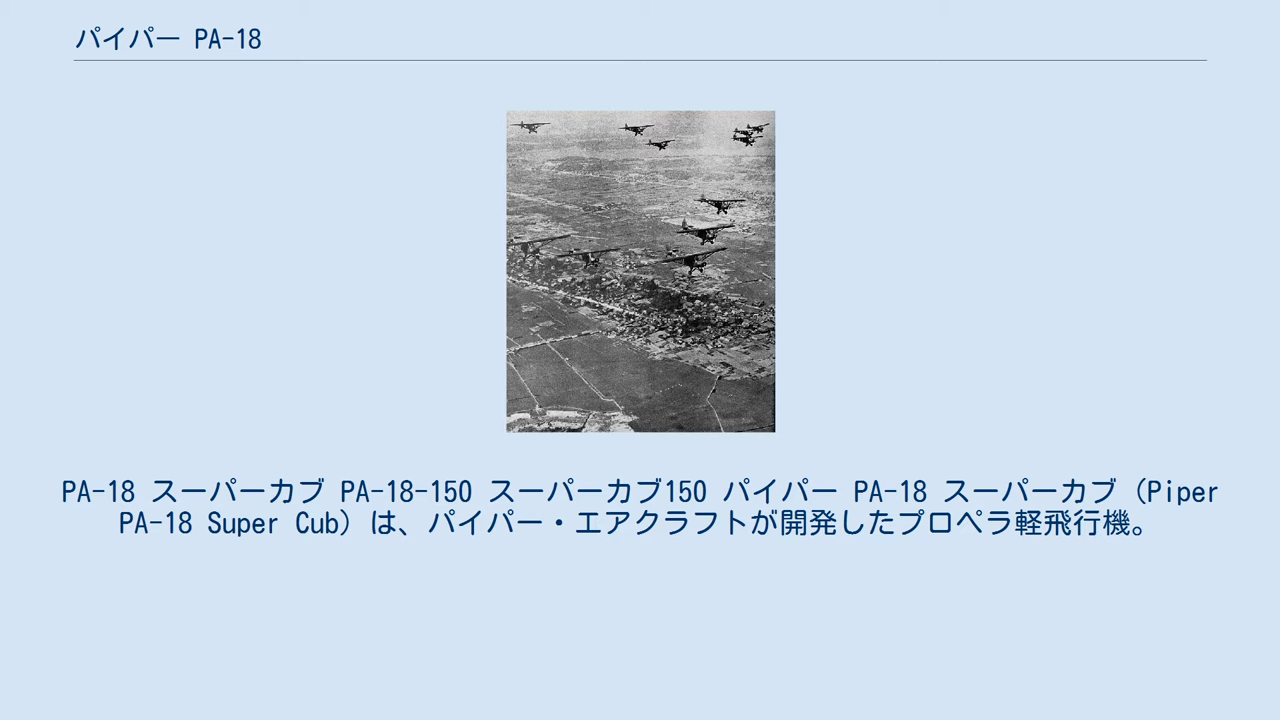 パイパー PA-18
PA-18 スーパーカブ PA-18-150 スーパーカブ150 パイパー PA-18 スーパーカブ（Piper
PA-18 Super Cub）は、パイパー・エアクラフトが開発したプロペラ軽飛行機。